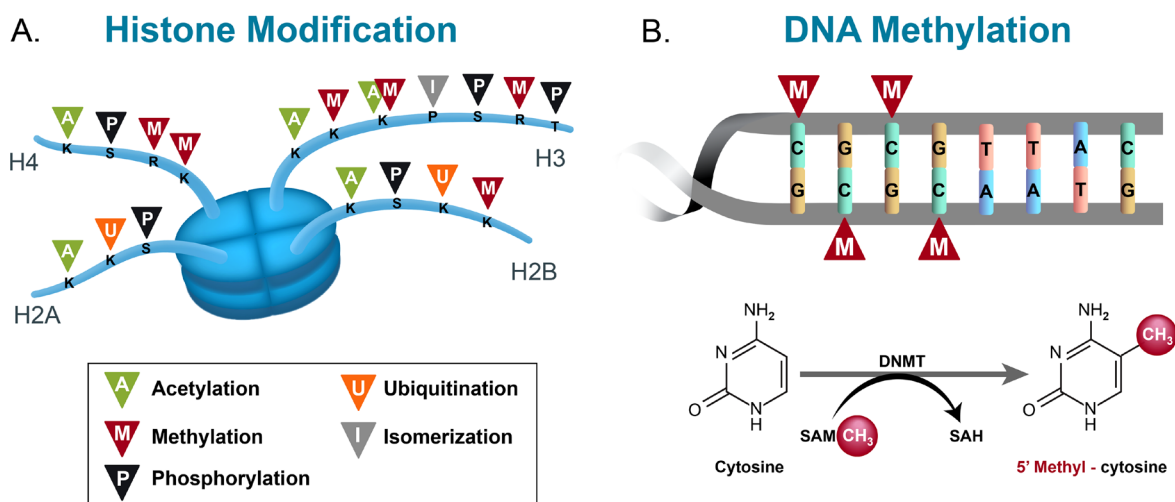 A. Histone Modification
A P M M
K S R K
H4
A M A M I P M P
K K K P S R T
H3
A P U M
K S K K
H2B
A U P
K K S
H2A
A Acetylation
M Methylation
P Phosphorylation
U Ubiquitination
I Isomerization
B. DNA Methylation
M M
C G C G T T A C
G C G C A A T G
M M
NH2
N
O
N
H
Cytosine
DNMT
SAM CH3
SAH
NH2
CH3
N
O
N
H
5' Methyl - cytosine